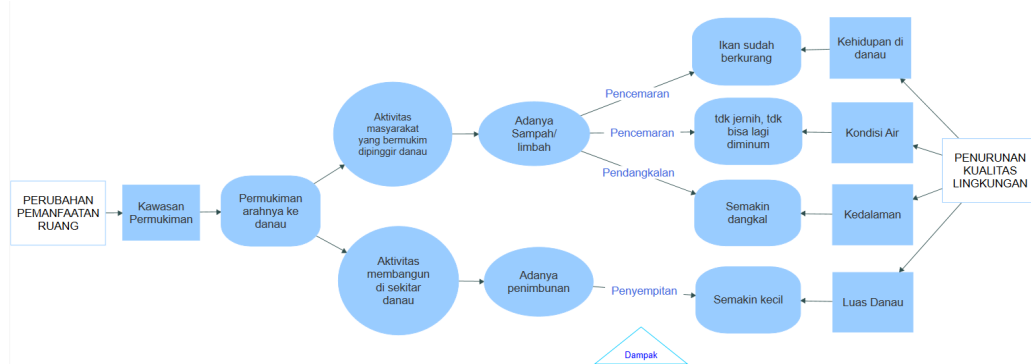 PERUBAHAN
PEMANFAATAN
RUANG
Kawasan
Permukiman
Permukiman
arahnya ke
danau
Aktivitas
masyarakat
yang bermukim
dipinggir danau
Aktivitas
membangun
di sekitar
danau
Adanya
Sampah/
limbah
Adanya
penimbunan
Pencemaran
Pencemaran
Pendangkalan
Penyempitan
Ikan sudah
berkurang
tdk jernih, tdk
bisa lagi
diminum
Semakin
dangkal
Semakin kecil
Kehidupan di
danau
Kondisi Air
Kedalaman
Luas Danau
PENURUNAN
KUALITAS
LINGKUNGAN
Dampak